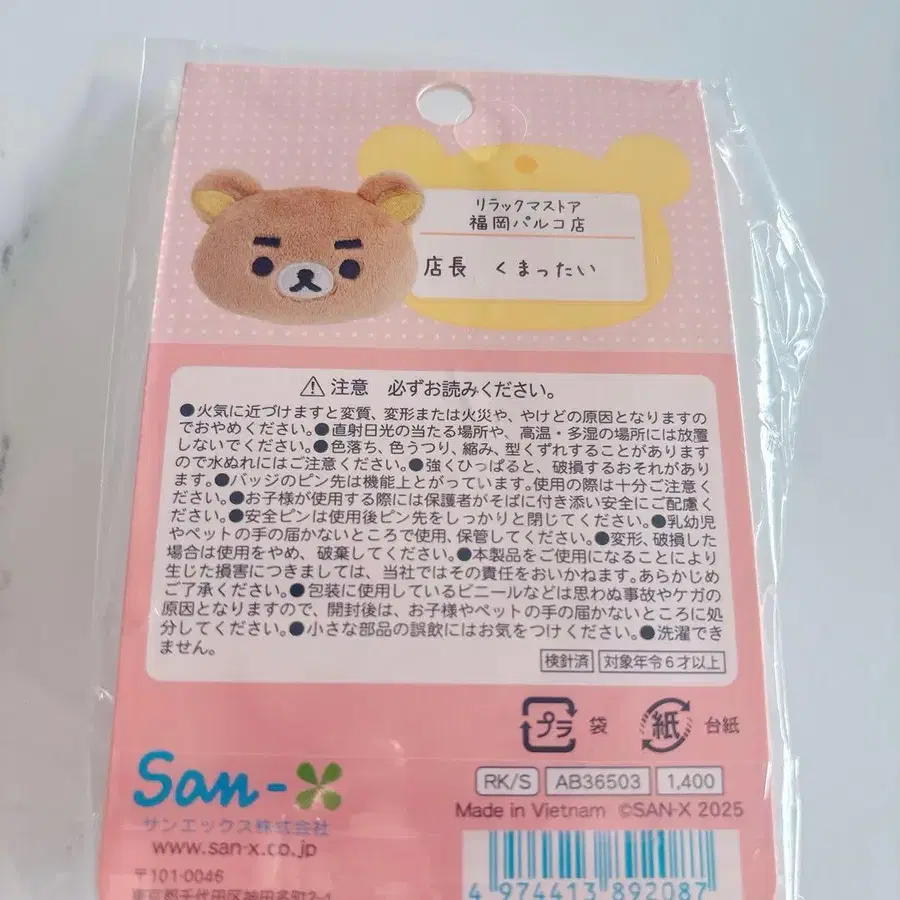 リラックマストア
福岡パルコ店
店長 くまったい
注意 必ずお読みください。
●火気に近づけますと変質、変形または火災や、やけどの原因となりますの
でおやめください。●直射日光の当たる場所や、高温・多湿の場所には放置
しないでください。●色落ち、色うつり、縮み、型くずれすることがあります
ので水ぬれにはご注意ください。●強くひっぱると、破損するおそれがあり
ます。●バッジのピン先は機能上とがっています。使用の際は十分ご注意く
ださい。●お子様が使用する際には保護者がそばに付き添い安全にご配慮く
ださい。●安全ピンは使用後ピン先をしっかりと閉じてください。●乳幼児
やペットの手の届かないところで使用、保管してください。●変形、破損した
場合は使用をやめ、破棄してください。●本製品をご使用になることにより
生じた損害につきましては、当社ではその責任をおいかねます。あらかじめ
ご了承ください。●包装に使用しているビニールなどは思わぬ事故やケガの
原因となりますので、開封後は、お子様やペットの手の届かないところに処
分してください。●小さな部品の誤飲にはお気をつけください。●洗濯でき
ません。
検針済 対象年令6才以上
プラ 袋 紙 台紙
San-X
サンエックス株式会社
www.san-x.co.jp
〒101-0046
東京都千代田区神田多町2-1
RK/S AB36503 1,400
Made in Vietnam ©SAN-X 2025
4 974413 892087